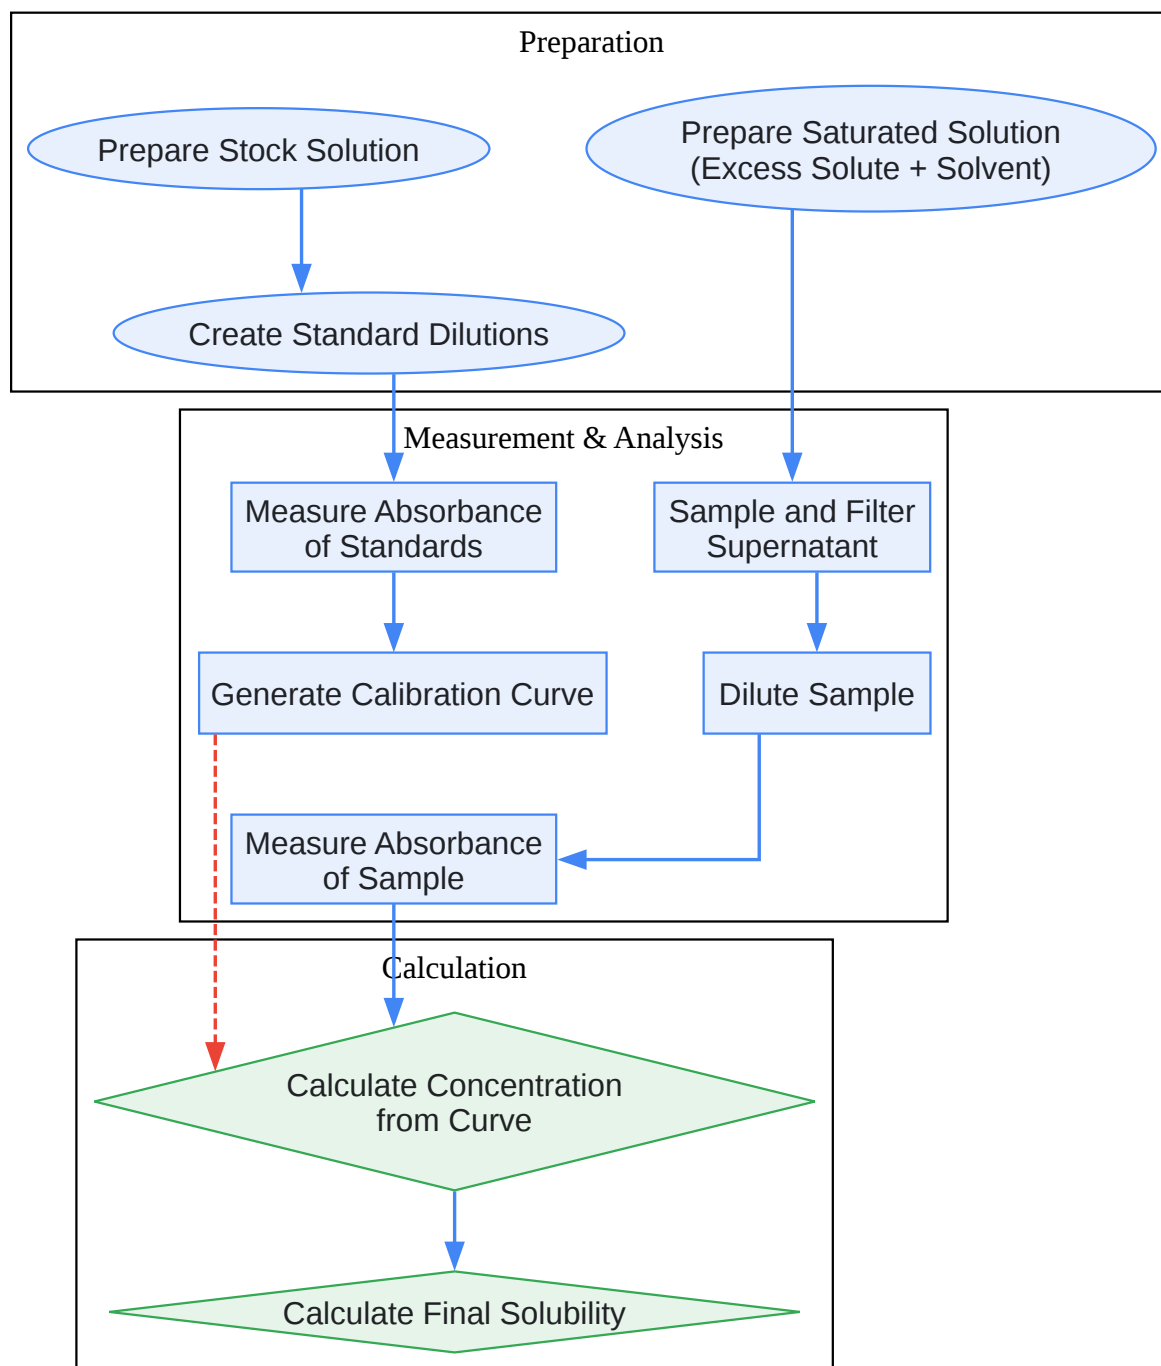 Preparation
Prepare Stock Solution
Prepare Saturated Solution
(Excess Solute + Solvent)
Create Standard Dilutions
Measurement & Analysis
Measure Absorbance
of Standards
Sample and Filter
Supernatant
Generate Calibration Curve
Dilute Sample
Measure Absorbance
of Sample
Calculation
Calculate Concentration
from Curve
Calculate Final Solubility